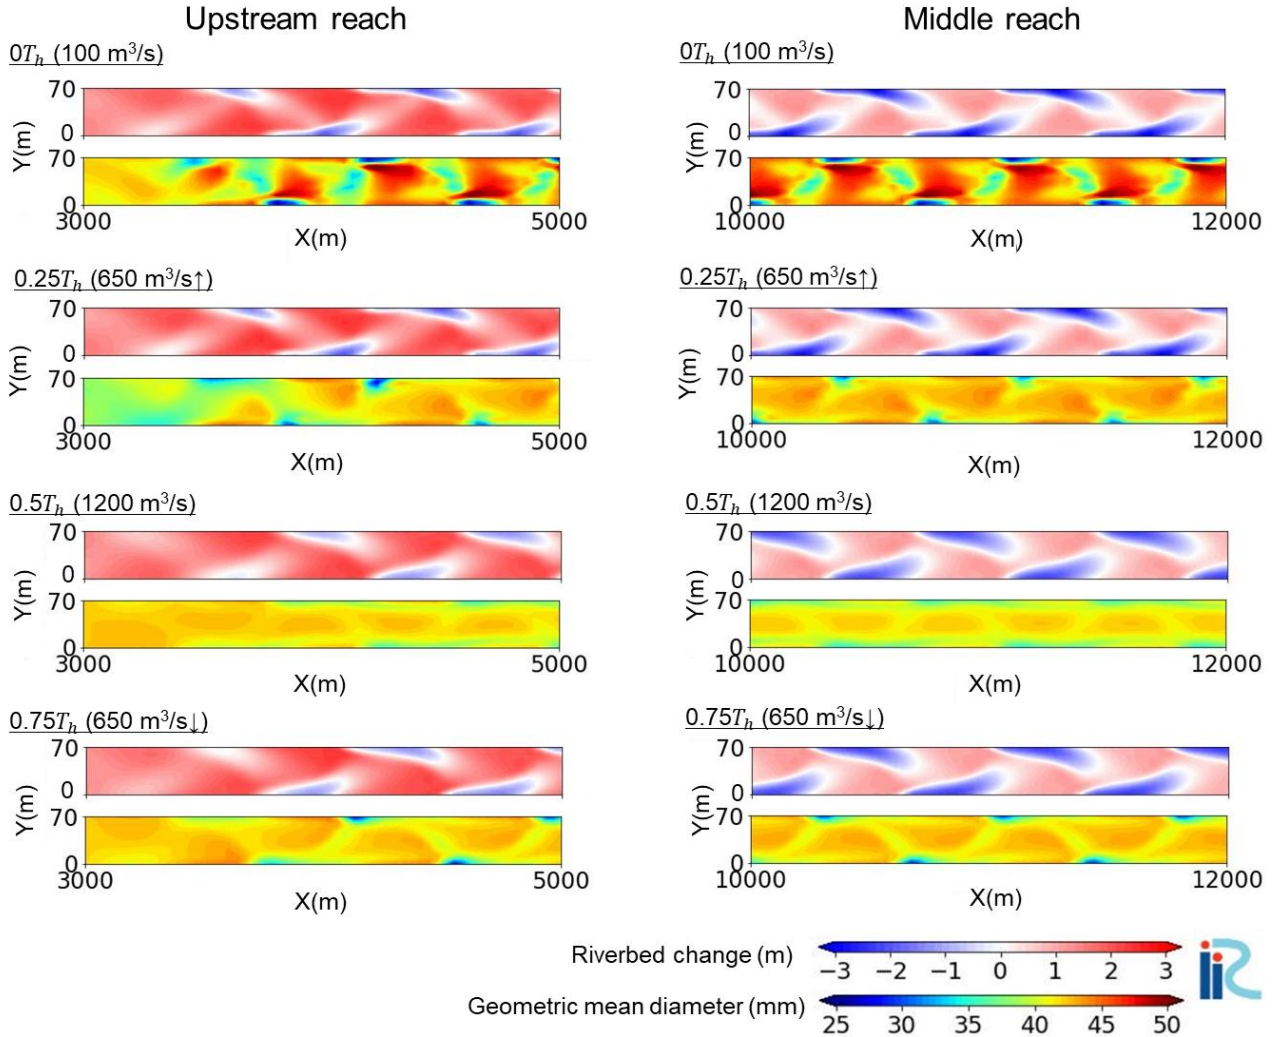 Upstream reach
Middle reach
0Tₕ (100 m³/s)
0Tₕ (100 m³/s)
70
0
70
0
Y(m)
3000
5000
X(m)
70
0
70
0
Y(m)
10000
12000
X(m)
0.25Tₕ (650 m³/s↑)
0.25Tₕ (650 m³/s↑)
70
0
70
0
Y(m)
3000
5000
X(m)
70
0
70
0
Y(m)
10000
12000
X(m)
0.5Tₕ (1200 m³/s)
0.5Tₕ (1200 m³/s)
70
0
70
0
Y(m)
3000
5000
X(m)
70
0
70
0
Y(m)
10000
12000
X(m)
0.75Tₕ (650 m³/s↓)
0.75Tₕ (650 m³/s↓)
70
0
70
0
Y(m)
3000
5000
X(m)
70
0
70
0
Y(m)
10000
12000
X(m)
Riverbed change (m)
−3 −2 −1 0 1 2 3
Geometric mean diameter (mm)
25 30 35 40 45 50
iRIC